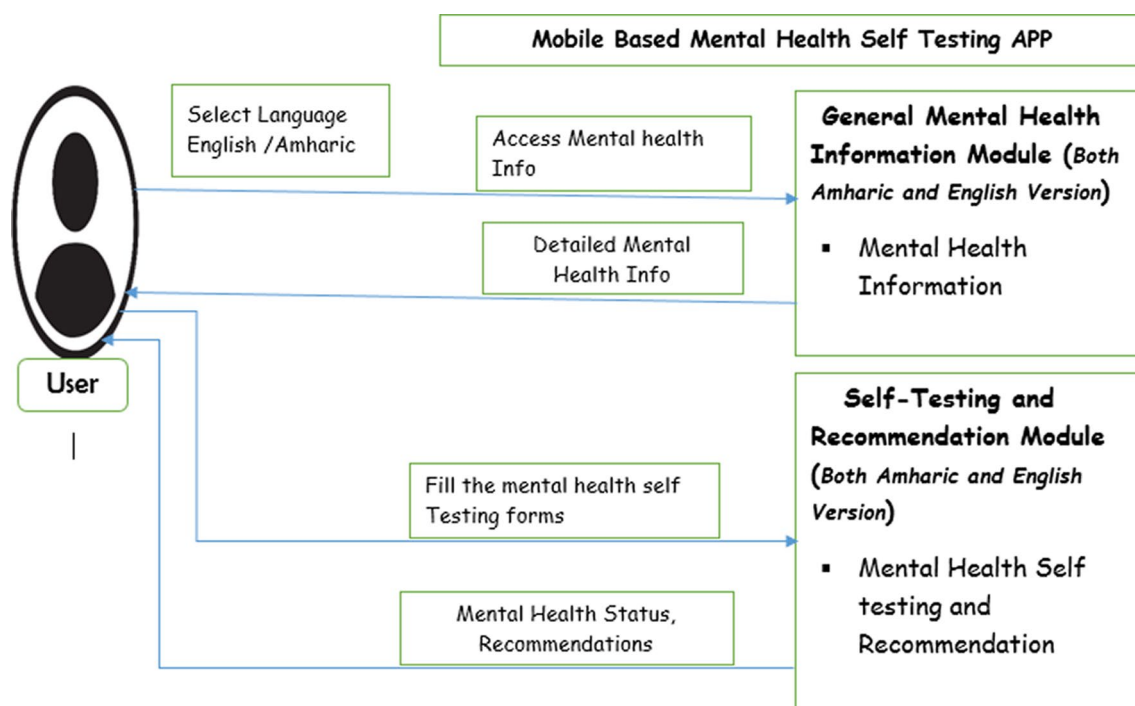 Mobile Based Mental Health Self Testing APP
Select Language
English /Amharic
Access Mental health
Info
General Mental Health
Information Module (Both
Amharic and English Version)
▪ Mental Health
Information
Detailed Mental
Health Info
User
Self-Testing and
Recommendation Module
(Both Amharic and English
Version)
▪ Mental Health Self
testing and
Recommendation
Fill the mental health self
Testing forms
Mental Health Status,
Recommendations